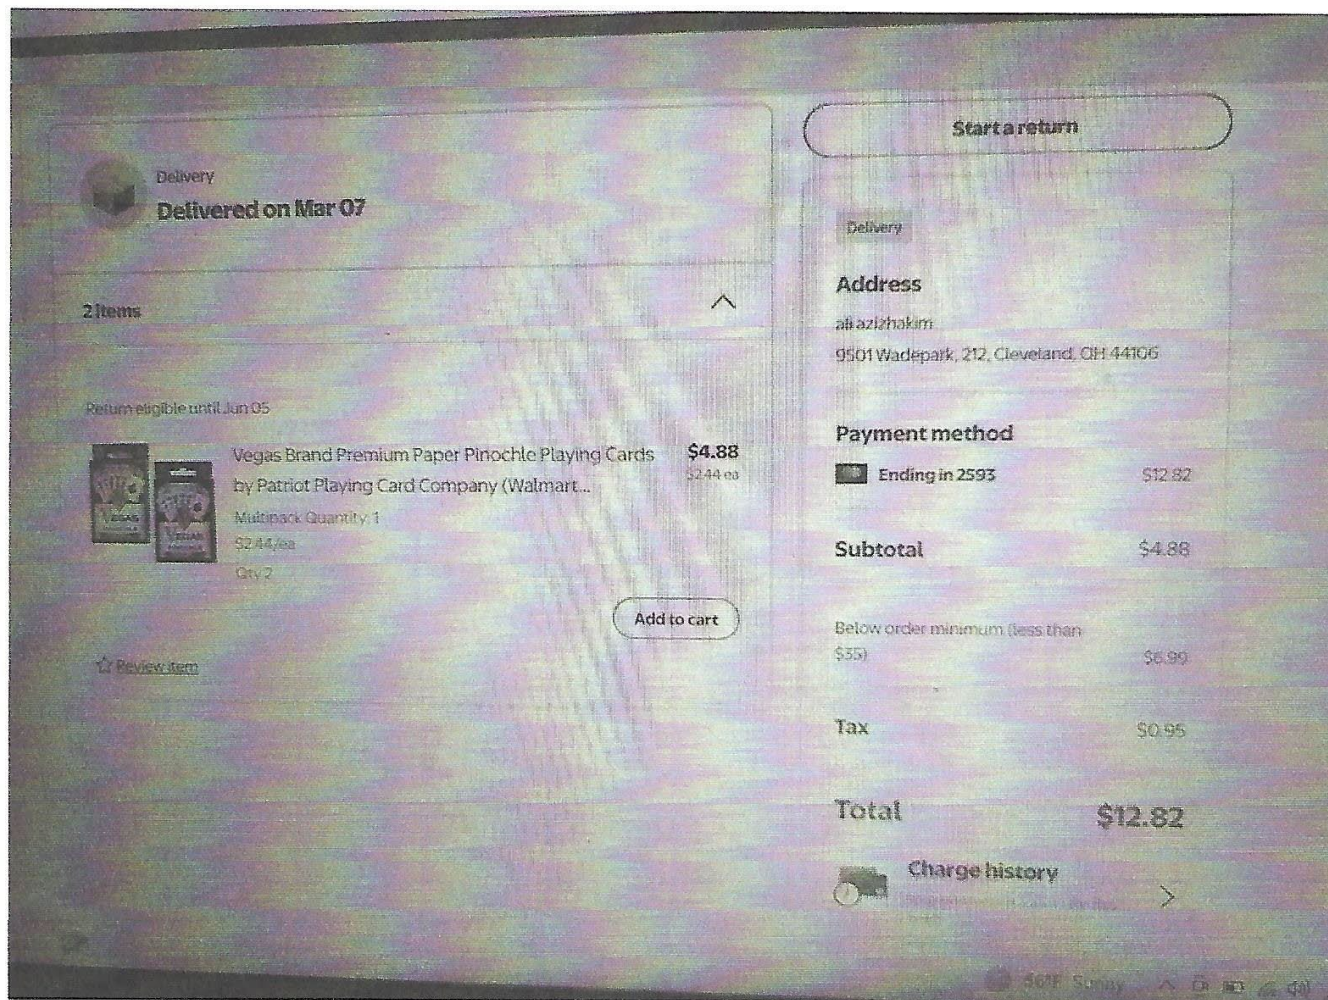 Start a return
Delivery
Delivered on Mar 07
2 items
Return eligible until Jun 05
Vegas Brand Premium Paper Pinochle Playing Cards
by Patriot Playing Card Company (Walmart...
$4.88
$2.44 ea
Multipack Quantity: 1
$2.44/ea
Qty 2
Add to cart
Review item
Delivery
Address
ali azizhakim
9501 Wadepark, 212, Cleveland, OH 44106
Payment method
Ending in 2593 $12.82
Subtotal $4.88
Below order minimum (less than
$35) $6.99
Tax $0.95
Total $12.82
Charge history
56°F Sunny
VEGAS
VEGAS